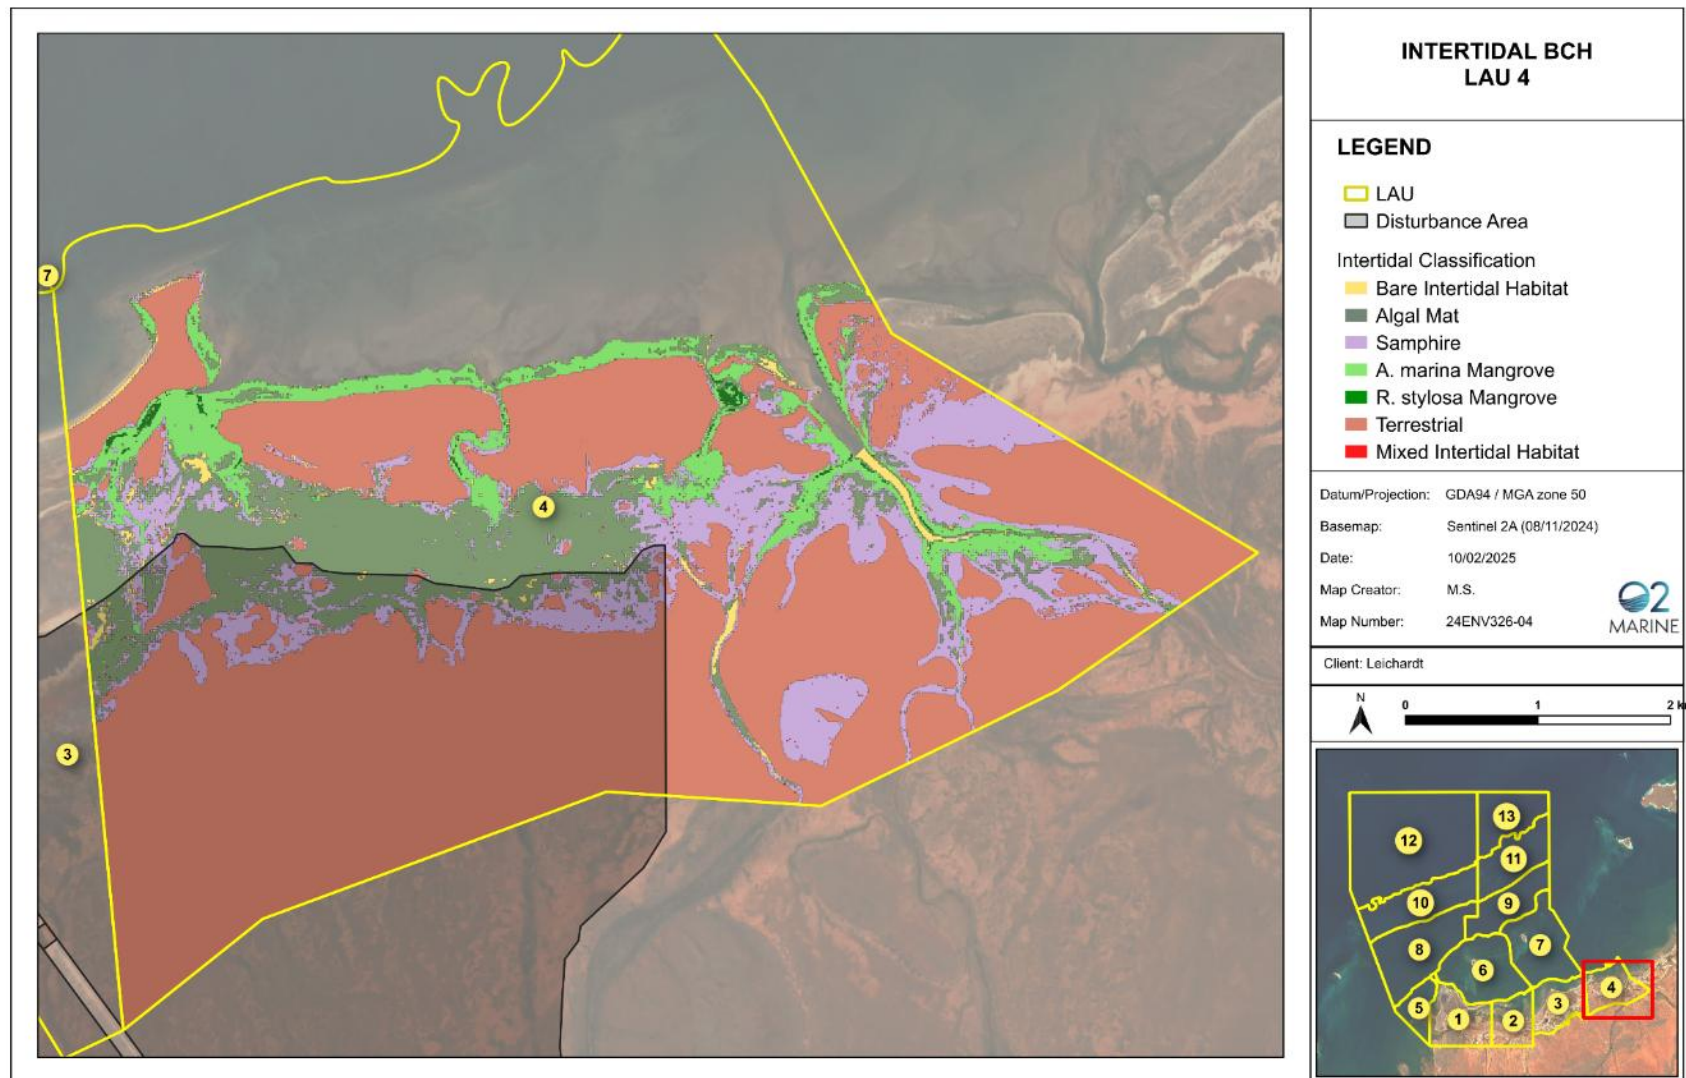 INTERTIDAL BCH
LAU 4
LEGEND
LAU
Disturbance Area
Intertidal Classification
Bare Intertidal Habitat
Algal Mat
Samphire
A. marina Mangrove
R. stylosa Mangrove
Terrestrial
Mixed Intertidal Habitat
Datum/Projection: GDA94 / MGA zone 50
Basemap: Sentinel 2A (08/11/2024)
Date: 10/02/2025
Map Creator: M.S.
Map Number: 24ENV326-04
O2
MARINE
Client: Leichardt
N
0 1 2 k
7
4
3
13
12
11
10
9
8
7
6
5
4
3
1
2